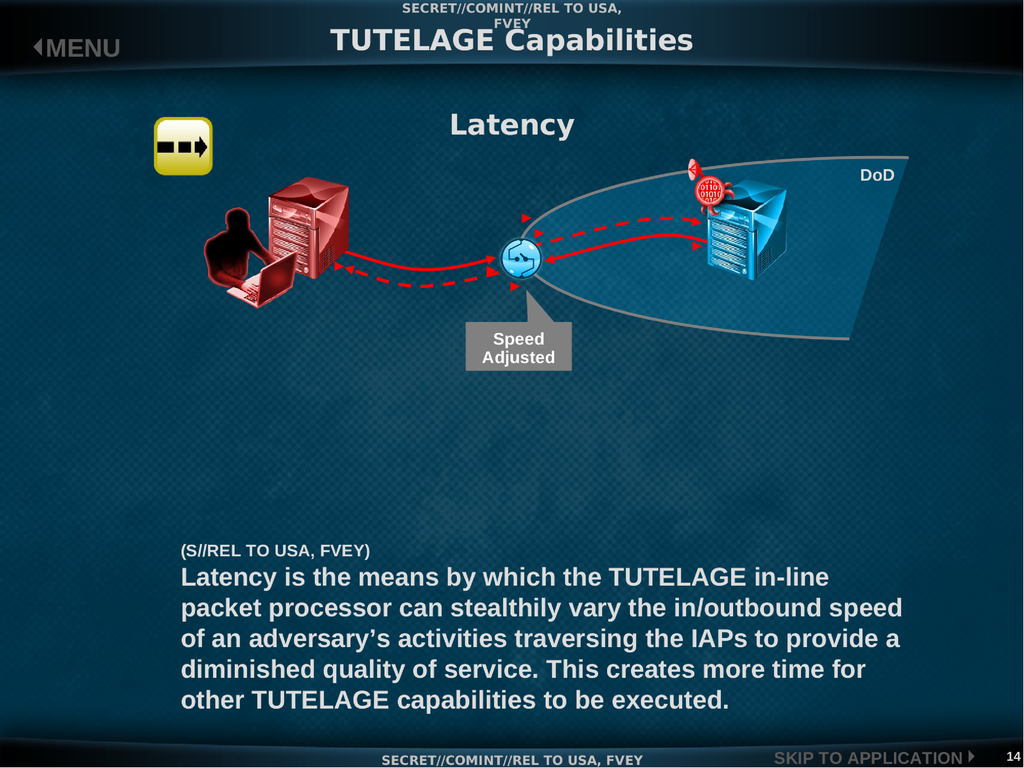 SECRET//COMINT//REL TO USA,
FVEY
MENU
TUTELAGE Capabilities
Latency
DoD
01101
01010
Speed
Adjusted
(S//REL TO USA, FVEY)
Latency is the means by which the TUTELAGE in-line
packet processor can stealthily vary the in/outbound speed
of an adversary’s activities traversing the IAPs to provide a
diminished quality of service. This creates more time for
other TUTELAGE capabilities to be executed.
SECRET//COMINT//REL TO USA, FVEY
SKIP TO APPLICATION
14